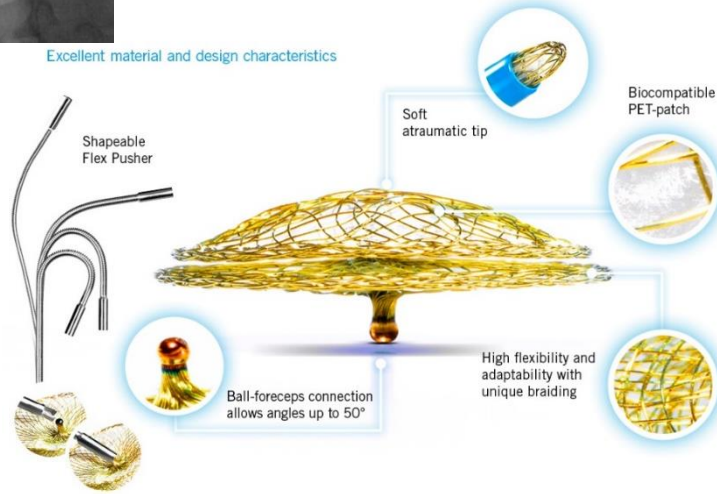 Excellent material and design characteristics
Shapeable
Flex Pusher
Soft
atraumatic tip
Biocompatible
PET-patch
Ball-foreceps connection
allows angles up to 50°
High flexibility and
adaptability with
unique braiding